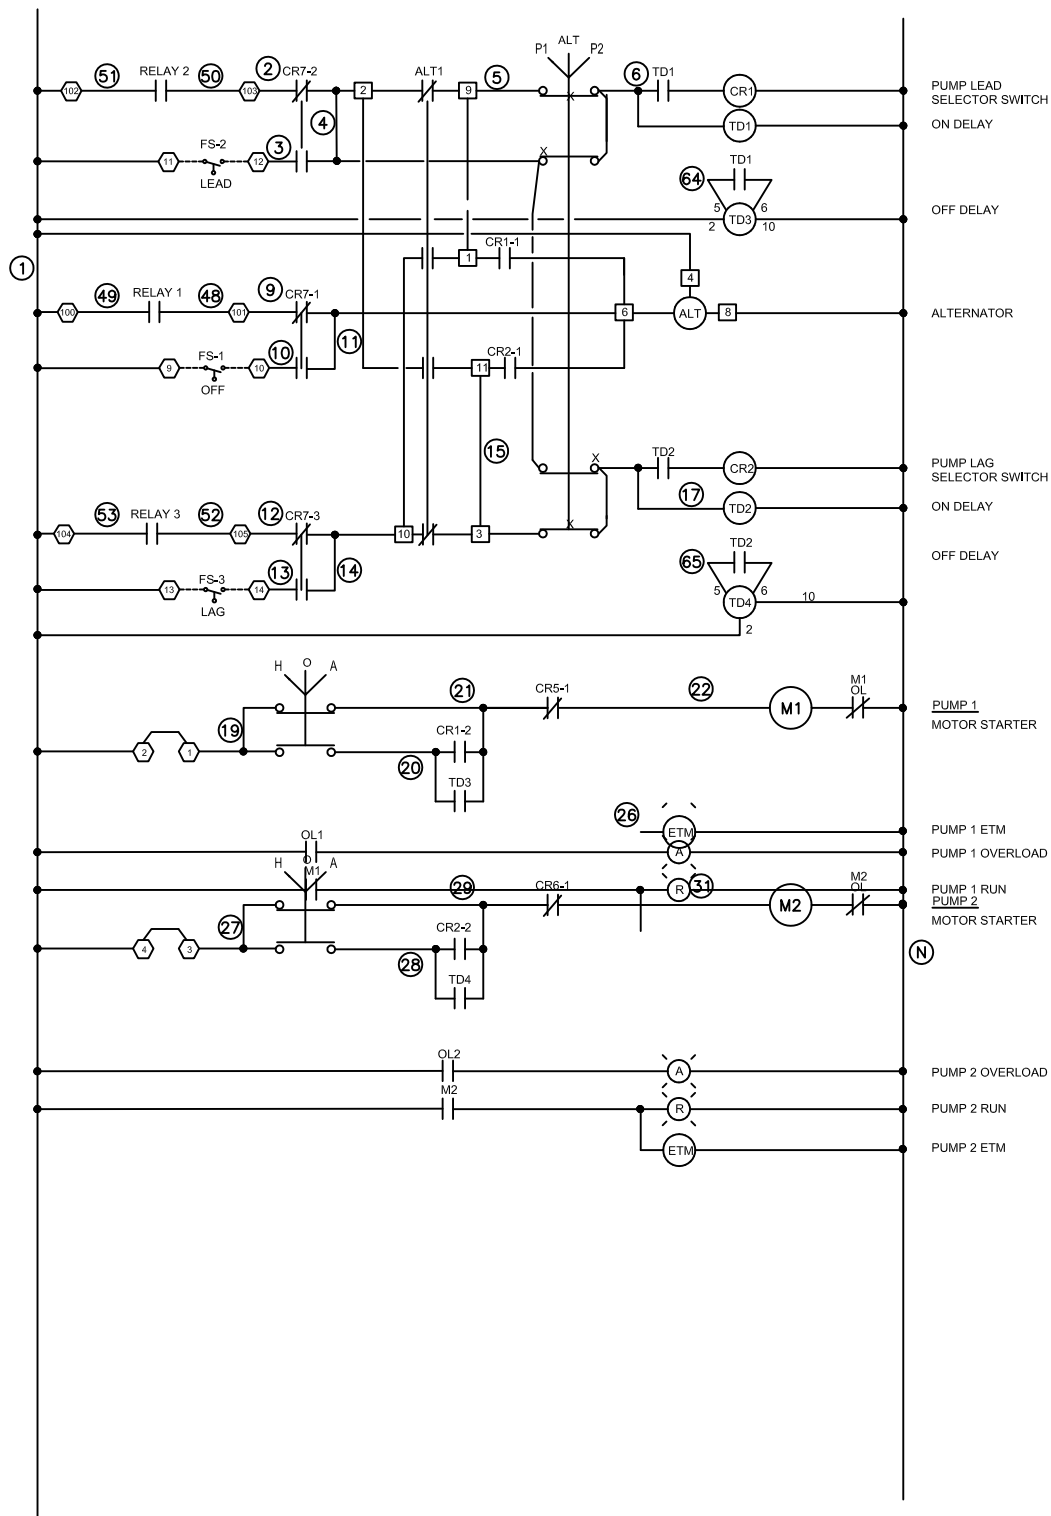 ALT
P1 P2
51 RELAY 2 50 2 CR7-2 ALT1 5 6 TD1 PUMP LEAD
102 103 2 9 X CR1 SELECTOR SWITCH
4 TD1 ON DELAY
FS-2 3 X TD1
11 12
LEAD 64
5 6 OFF DELAY
2 TD3 10
CR1-1
1 1
4
49 RELAY 1 48 9 CR7-1
100 101 6 ALT 8 ALTERNATOR
11
FS-1 10 CR2-1
9 10 11
OFF
15 X TD2 PUMP LAG
CR2 SELECTOR SWITCH
17 TD2 ON DELAY
53 RELAY 3 52 12 CR7-3 X
104 105 10 3
TD2 OFF DELAY
65
FS-3 13 14 5 6
13 14 TD4 10
LAG
2
H O A
21 CR5-1 22 M1
OL
M1 PUMP 1
19 CR1-2 MOTOR STARTER
2 1 20
TD3
26
ETM PUMP 1 ETM
OL1
A PUMP 1 OVERLOAD
H O A
M1 29 CR6-1 R 31 M2
OL PUMP 1 RUN
M2 PUMP 2
27 CR2-2 MOTOR STARTER
4 3 28 N
TD4
OL2
A PUMP 2 OVERLOAD
M2
R PUMP 2 RUN
ETM PUMP 2 ETM